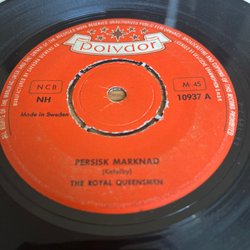 Polydor
NCB
NH
Made in Sweden
M 45
10937 A
PERSISK MARKNAD
(Ketelby)
THE ROYAL QUEENSMEN